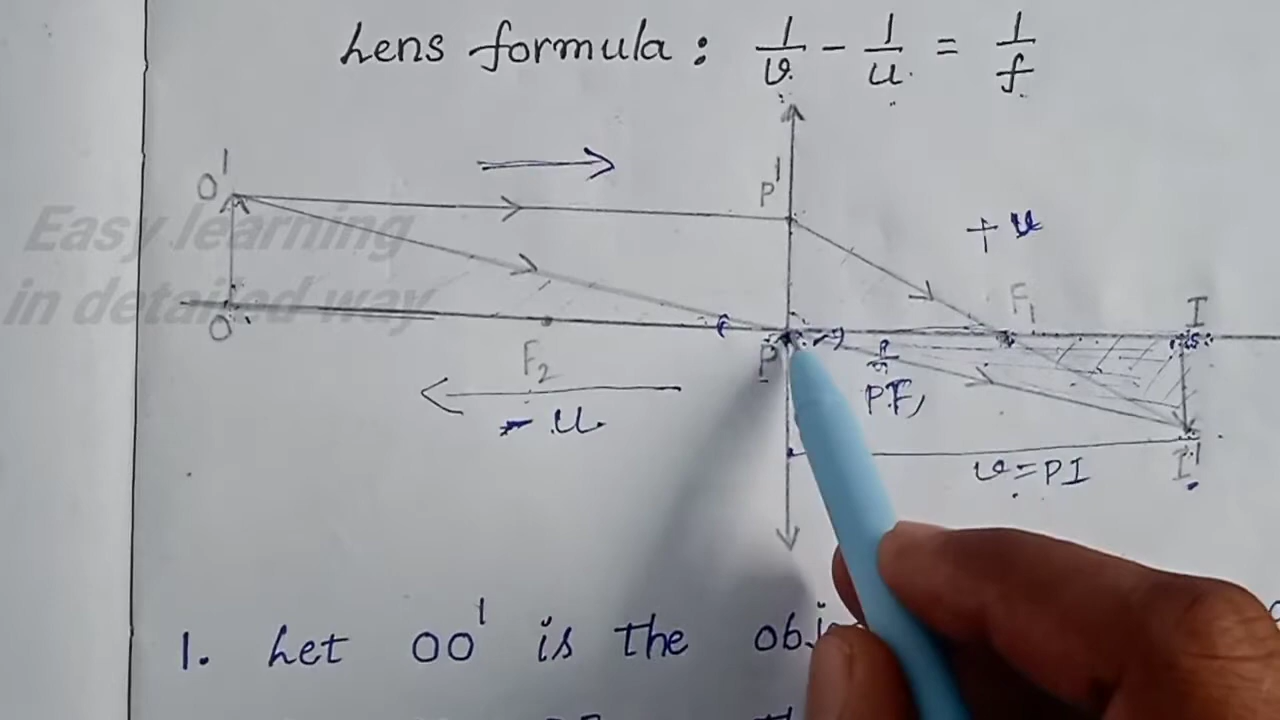 Lens formula : 1/v - 1/u = 1/f
O'
P'
+ u
Easy learning
in detailed way
F₁
I
O
F₂
P
PF₁
- u
v = PI
I'
1. Let OO' is the